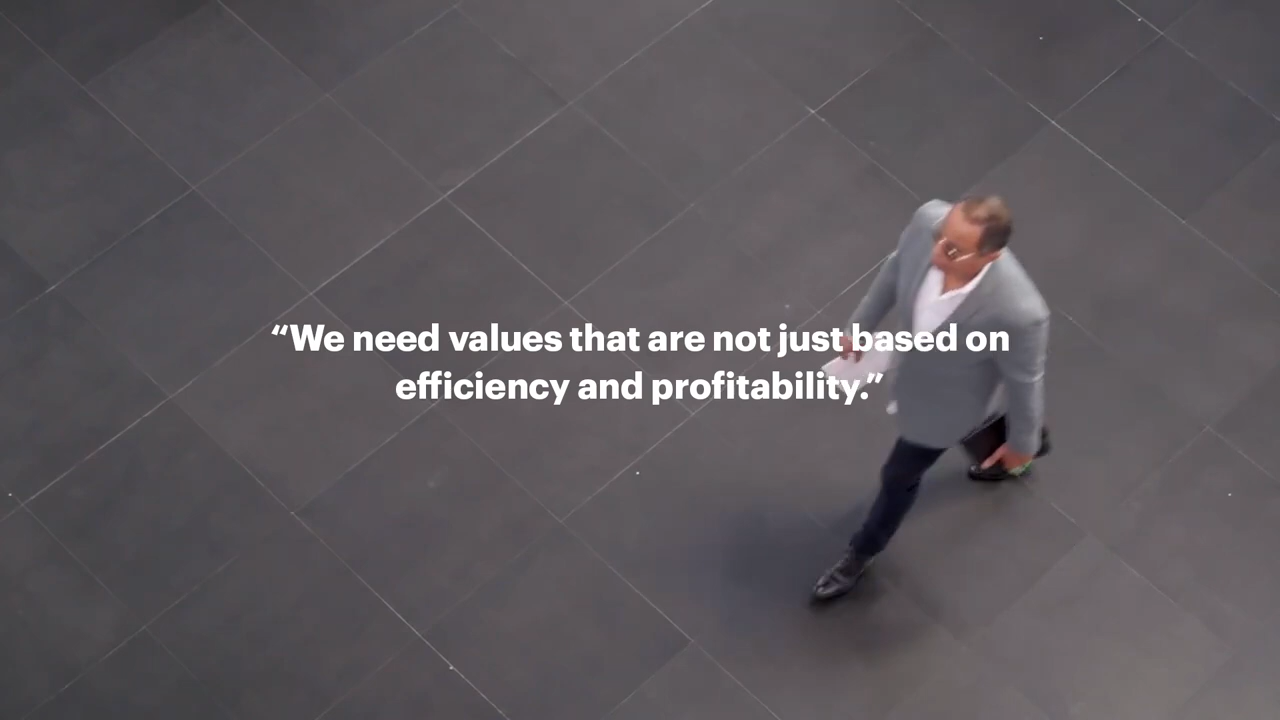 “We need values that are not just based on
efficiency and profitability.”